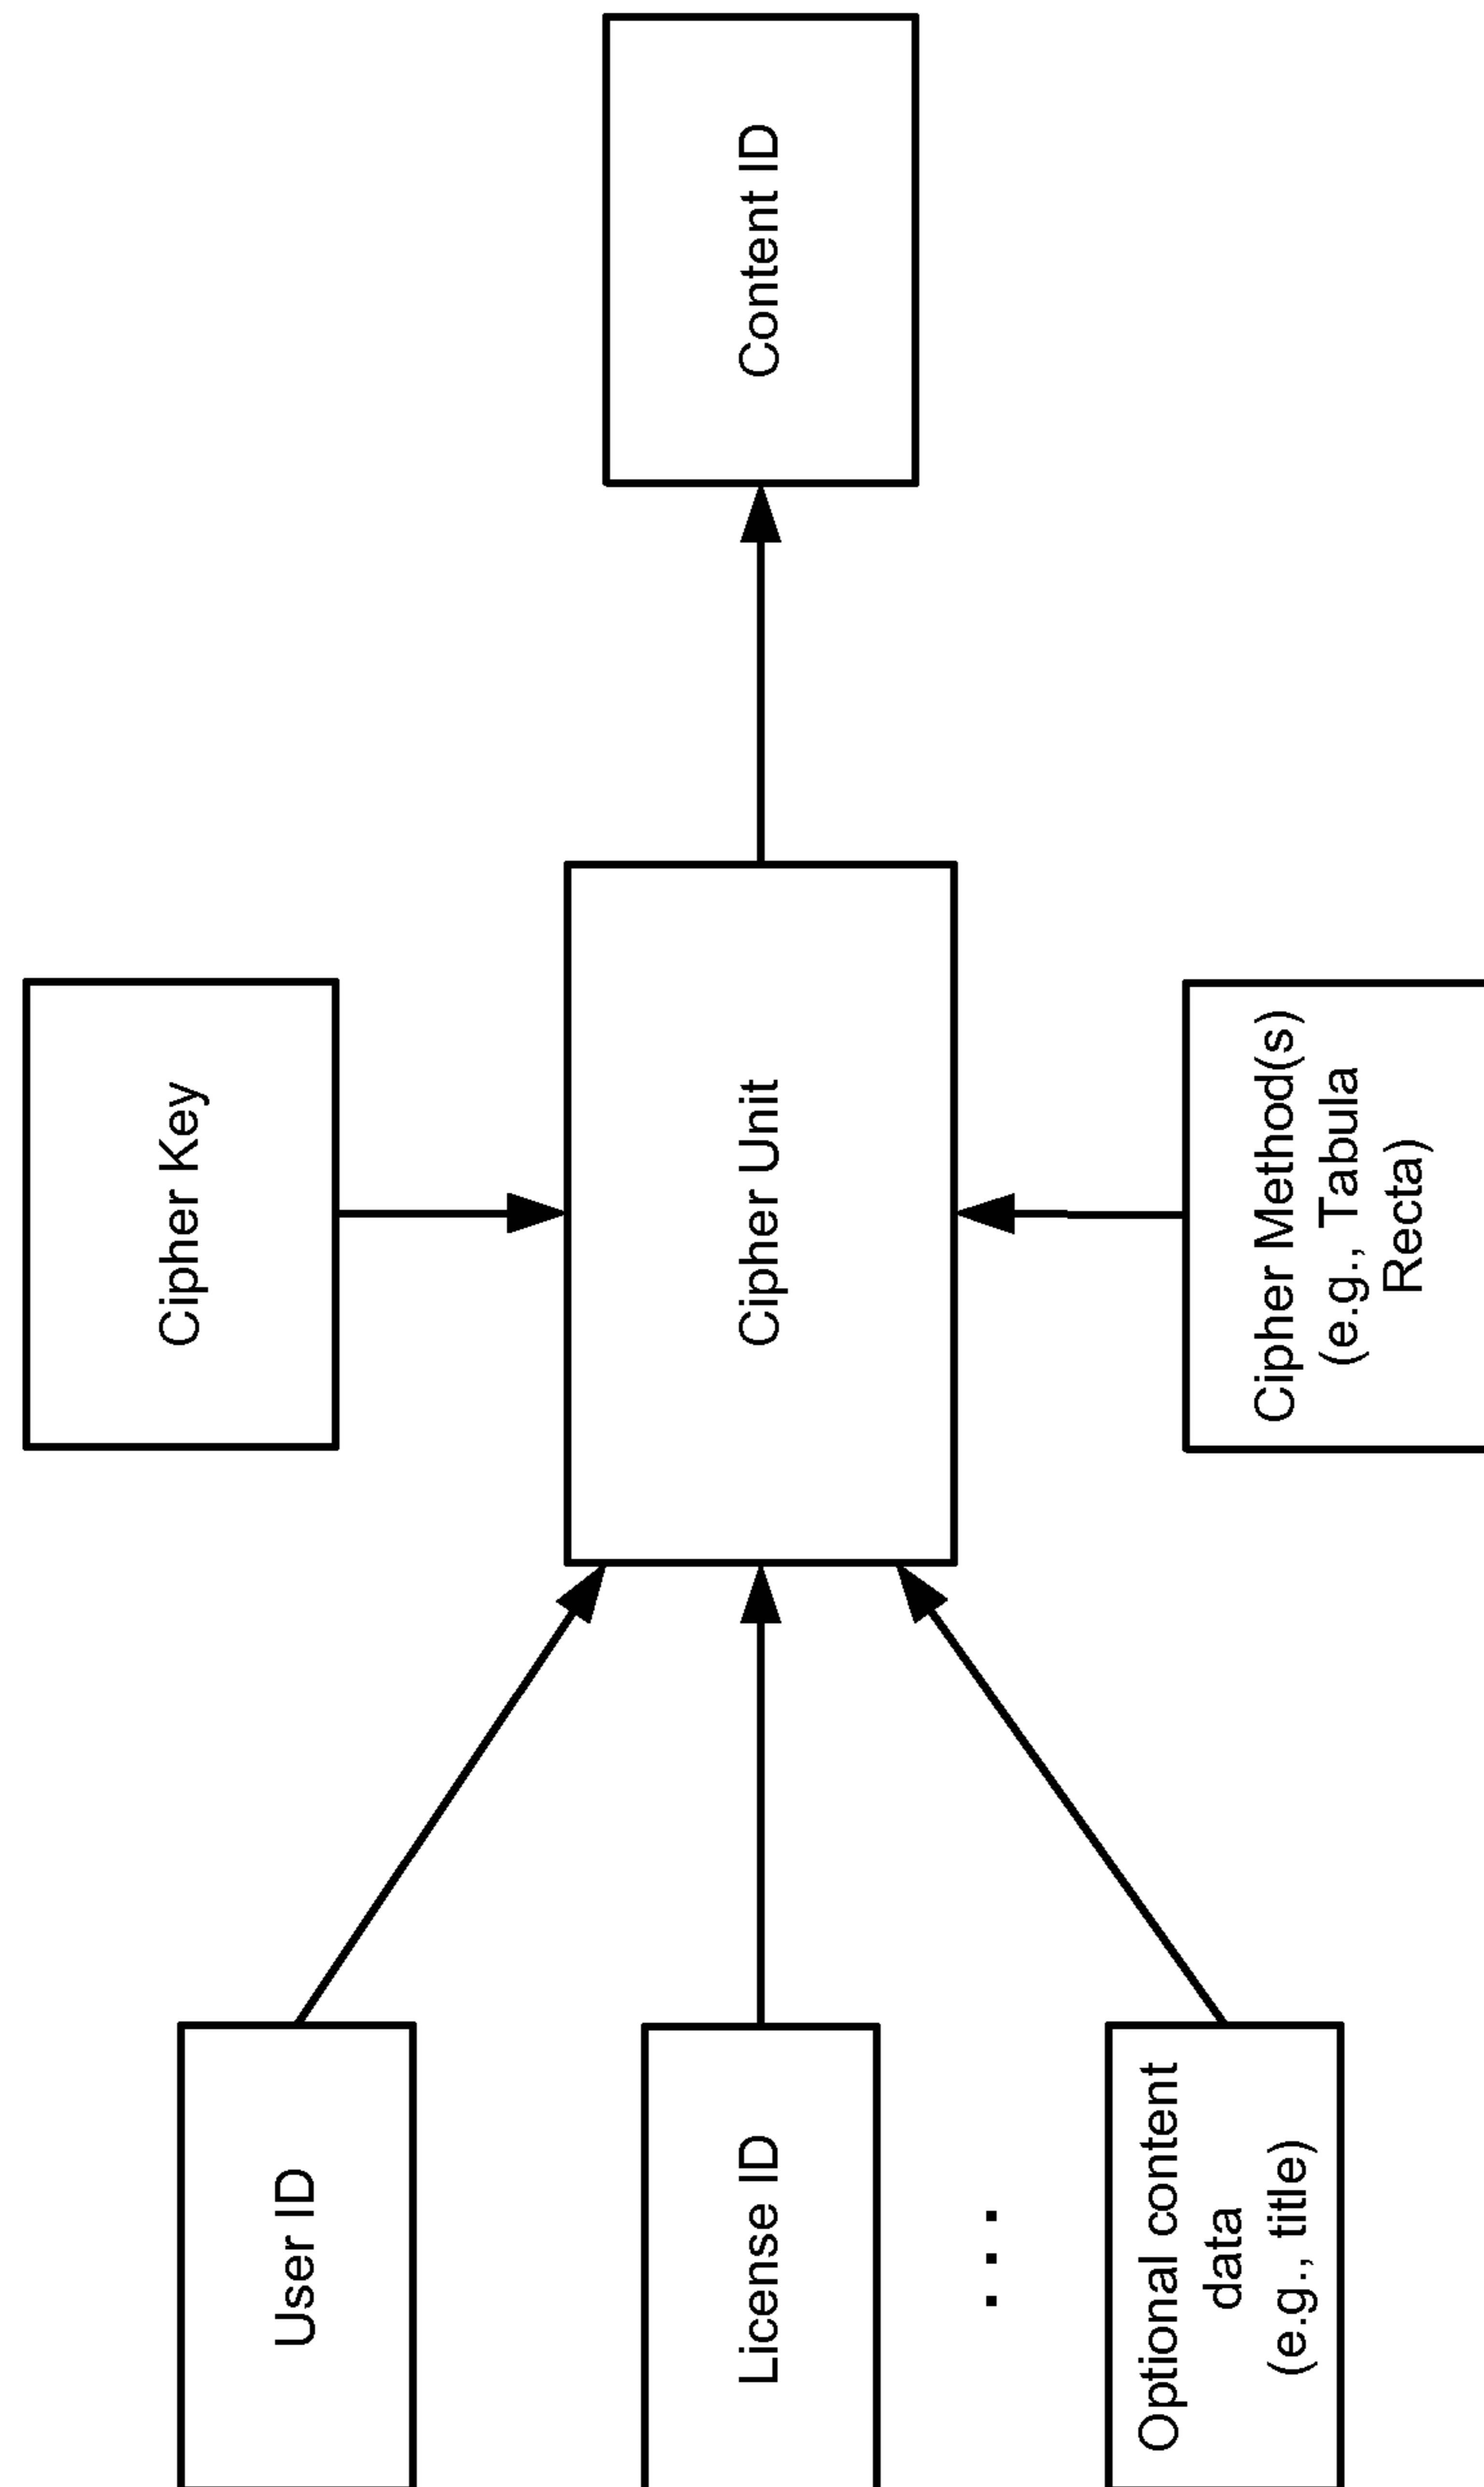 User ID
License ID
. . .
Optional content
data
(e.g., title)
Cipher Key
Cipher Unit
Cipher Method(s)
(e.g., Tabula
Recta)
Content ID